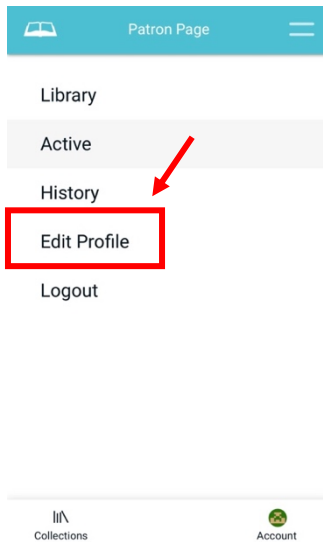 Patron Page
Library
Active
History
Edit Profile
Logout
Collections
Account